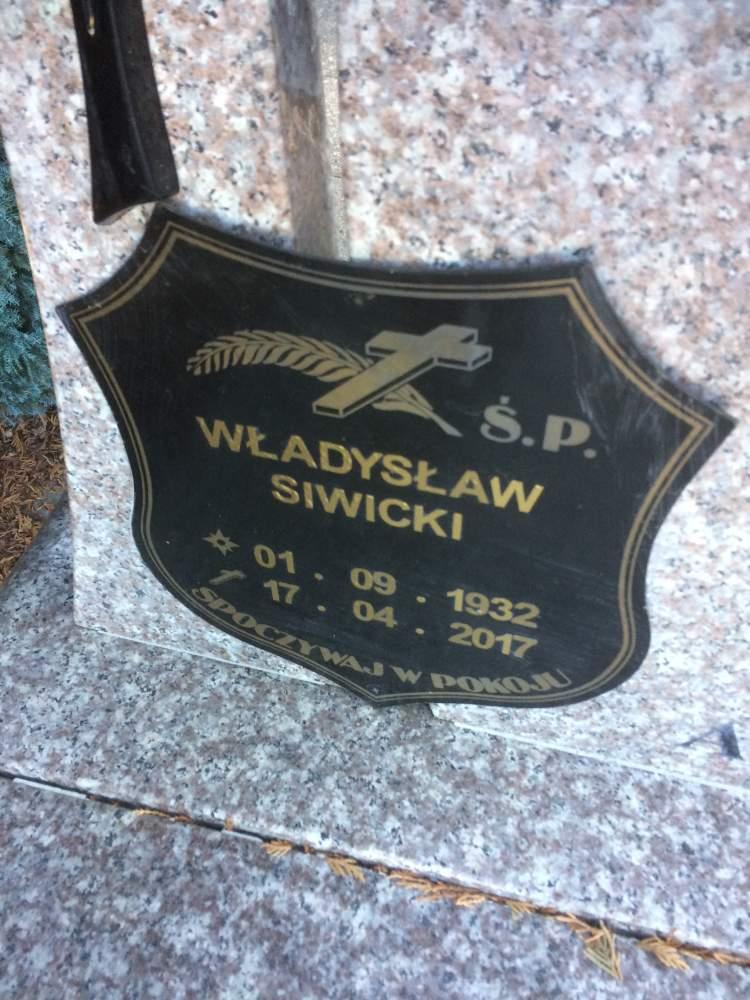 Ś.P.
WŁADYSŁAW
SIWICKI
01 . 09 . 1932
17 . 04 . 2017
SPOCZYWAJ W POKOJU